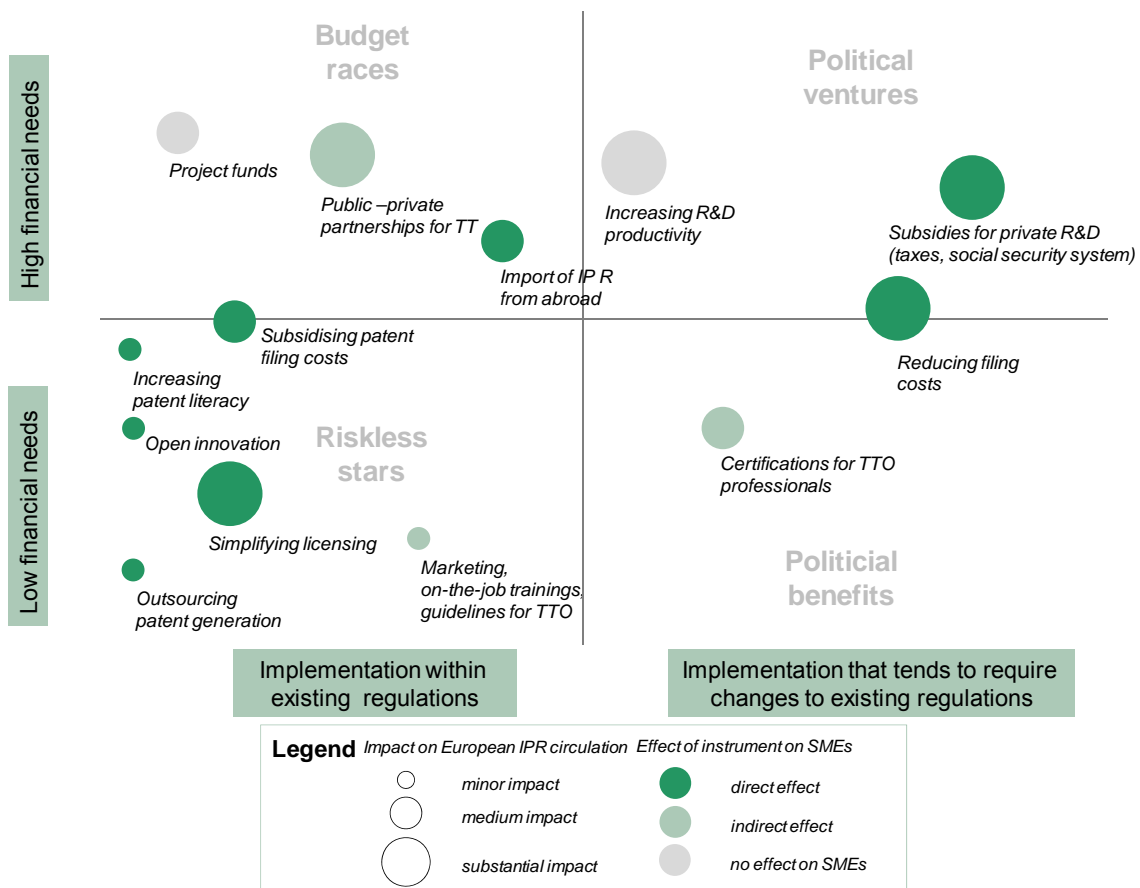 Budget
races
Political
ventures
High financial needs
Project funds
Public –private
partnerships for TT
Increasing R&D
productivity
Subsidies for private R&D
(taxes, social security system)
Import of IP R
from abroad
Subsidising patent
filing costs
Reducing filing
costs
Increasing
patent literacy
Low financial needs
Open innovation
Riskless
stars
Certifications for TTO
professionals
Simplifying licensing
Marketing,
on-the-job trainings,
guidelines for TTO
Outsourcing
patent generation
Politicial
benefits
Implementation within
existing regulations
Implementation that tends to require
changes to existing regulations
Legend
Impact on European IPR circulation
Effect of instrument on SMEs
minor impact
direct effect
medium impact
indirect effect
substantial impact
no effect on SMEs